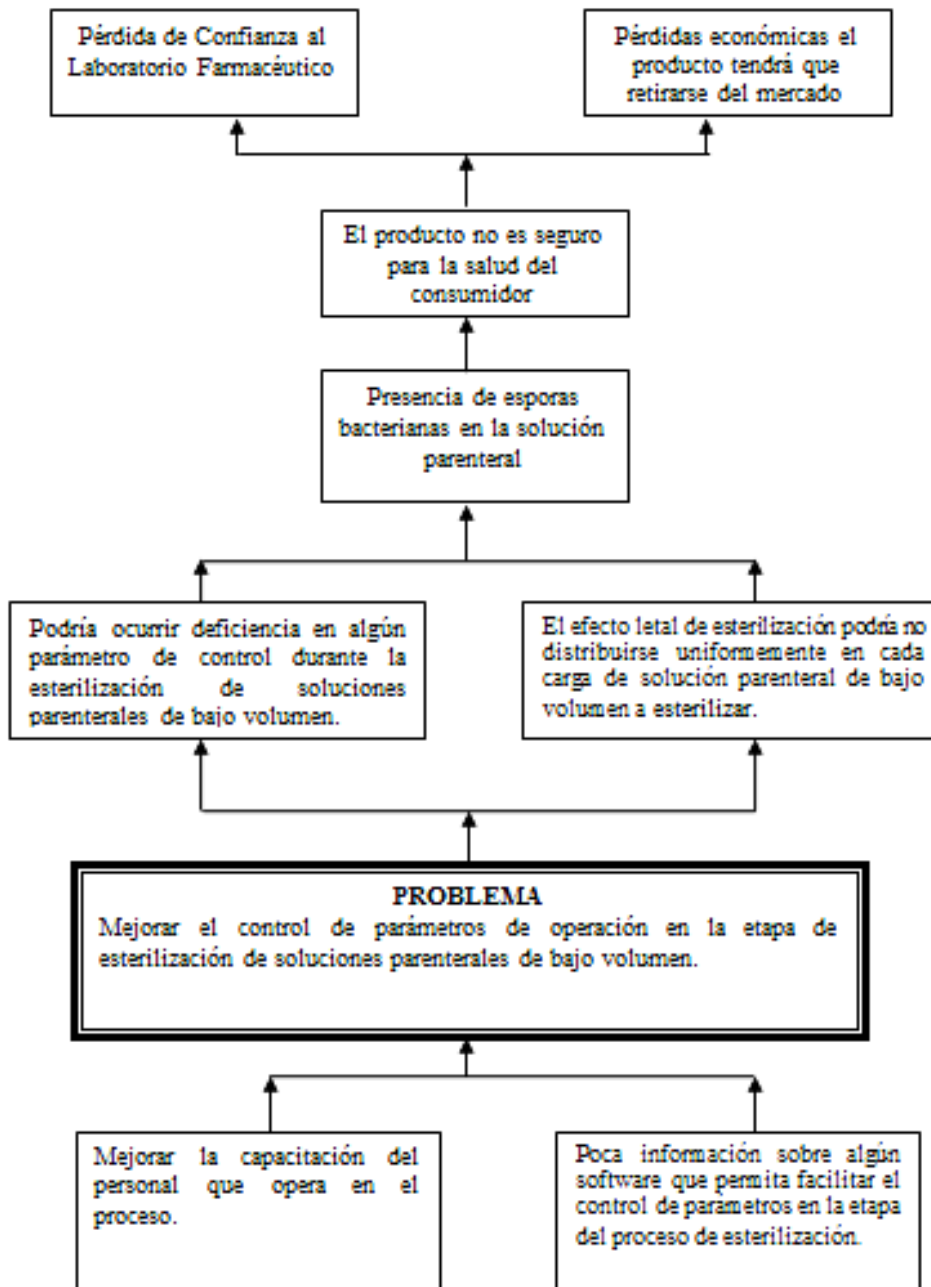 Pérdida de Confianza al
Laboratorio Farmacéutico
Pérdidas económicas el
producto tendrá que
retirarse del mercado
El producto no es seguro
para la salud del
consumidor
Presencia de esporas
bacterianas en la solución
parenteral
Podría ocurrir deficiencia en algún
parámetro de control durante la
esterilización de soluciones
parenterales de bajo volumen.
El efecto letal de esterilización podría no
distribuirse uniformemente en cada
carga de solución parenteral de bajo
volumen a esterilizar.
PROBLEMA
Mejorar el control de parámetros de operación en la etapa de
esterilización de soluciones parenterales de bajo volumen.
Mejorar la capacitación del
personal que opera en el
proceso.
Poca información sobre algún
software que permita facilitar el
control de parámetros en la etapa
del proceso de esterilización.